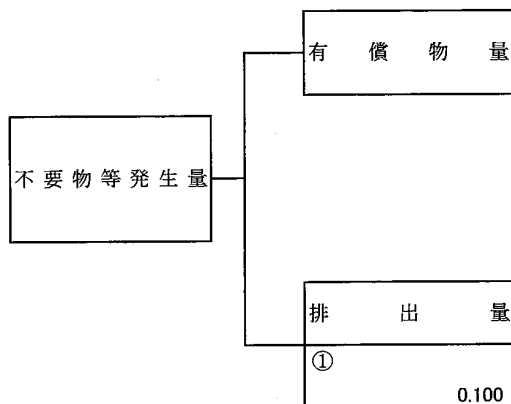 有償物量
不要物等発生量
排出量
①
0.100